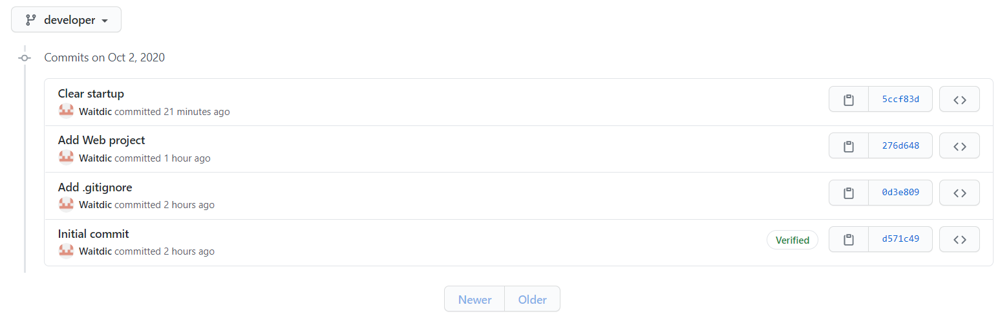 developer
Commits on Oct 2, 2020
Clear startup
Waitdic committed 21 minutes ago
5ccf83d
Add Web project
Waitdic committed 1 hour ago
276d648
Add .gitignore
Waitdic committed 2 hours ago
0d3e809
Initial commit
Waitdic committed 2 hours ago
Verified
d571c49
Newer Older